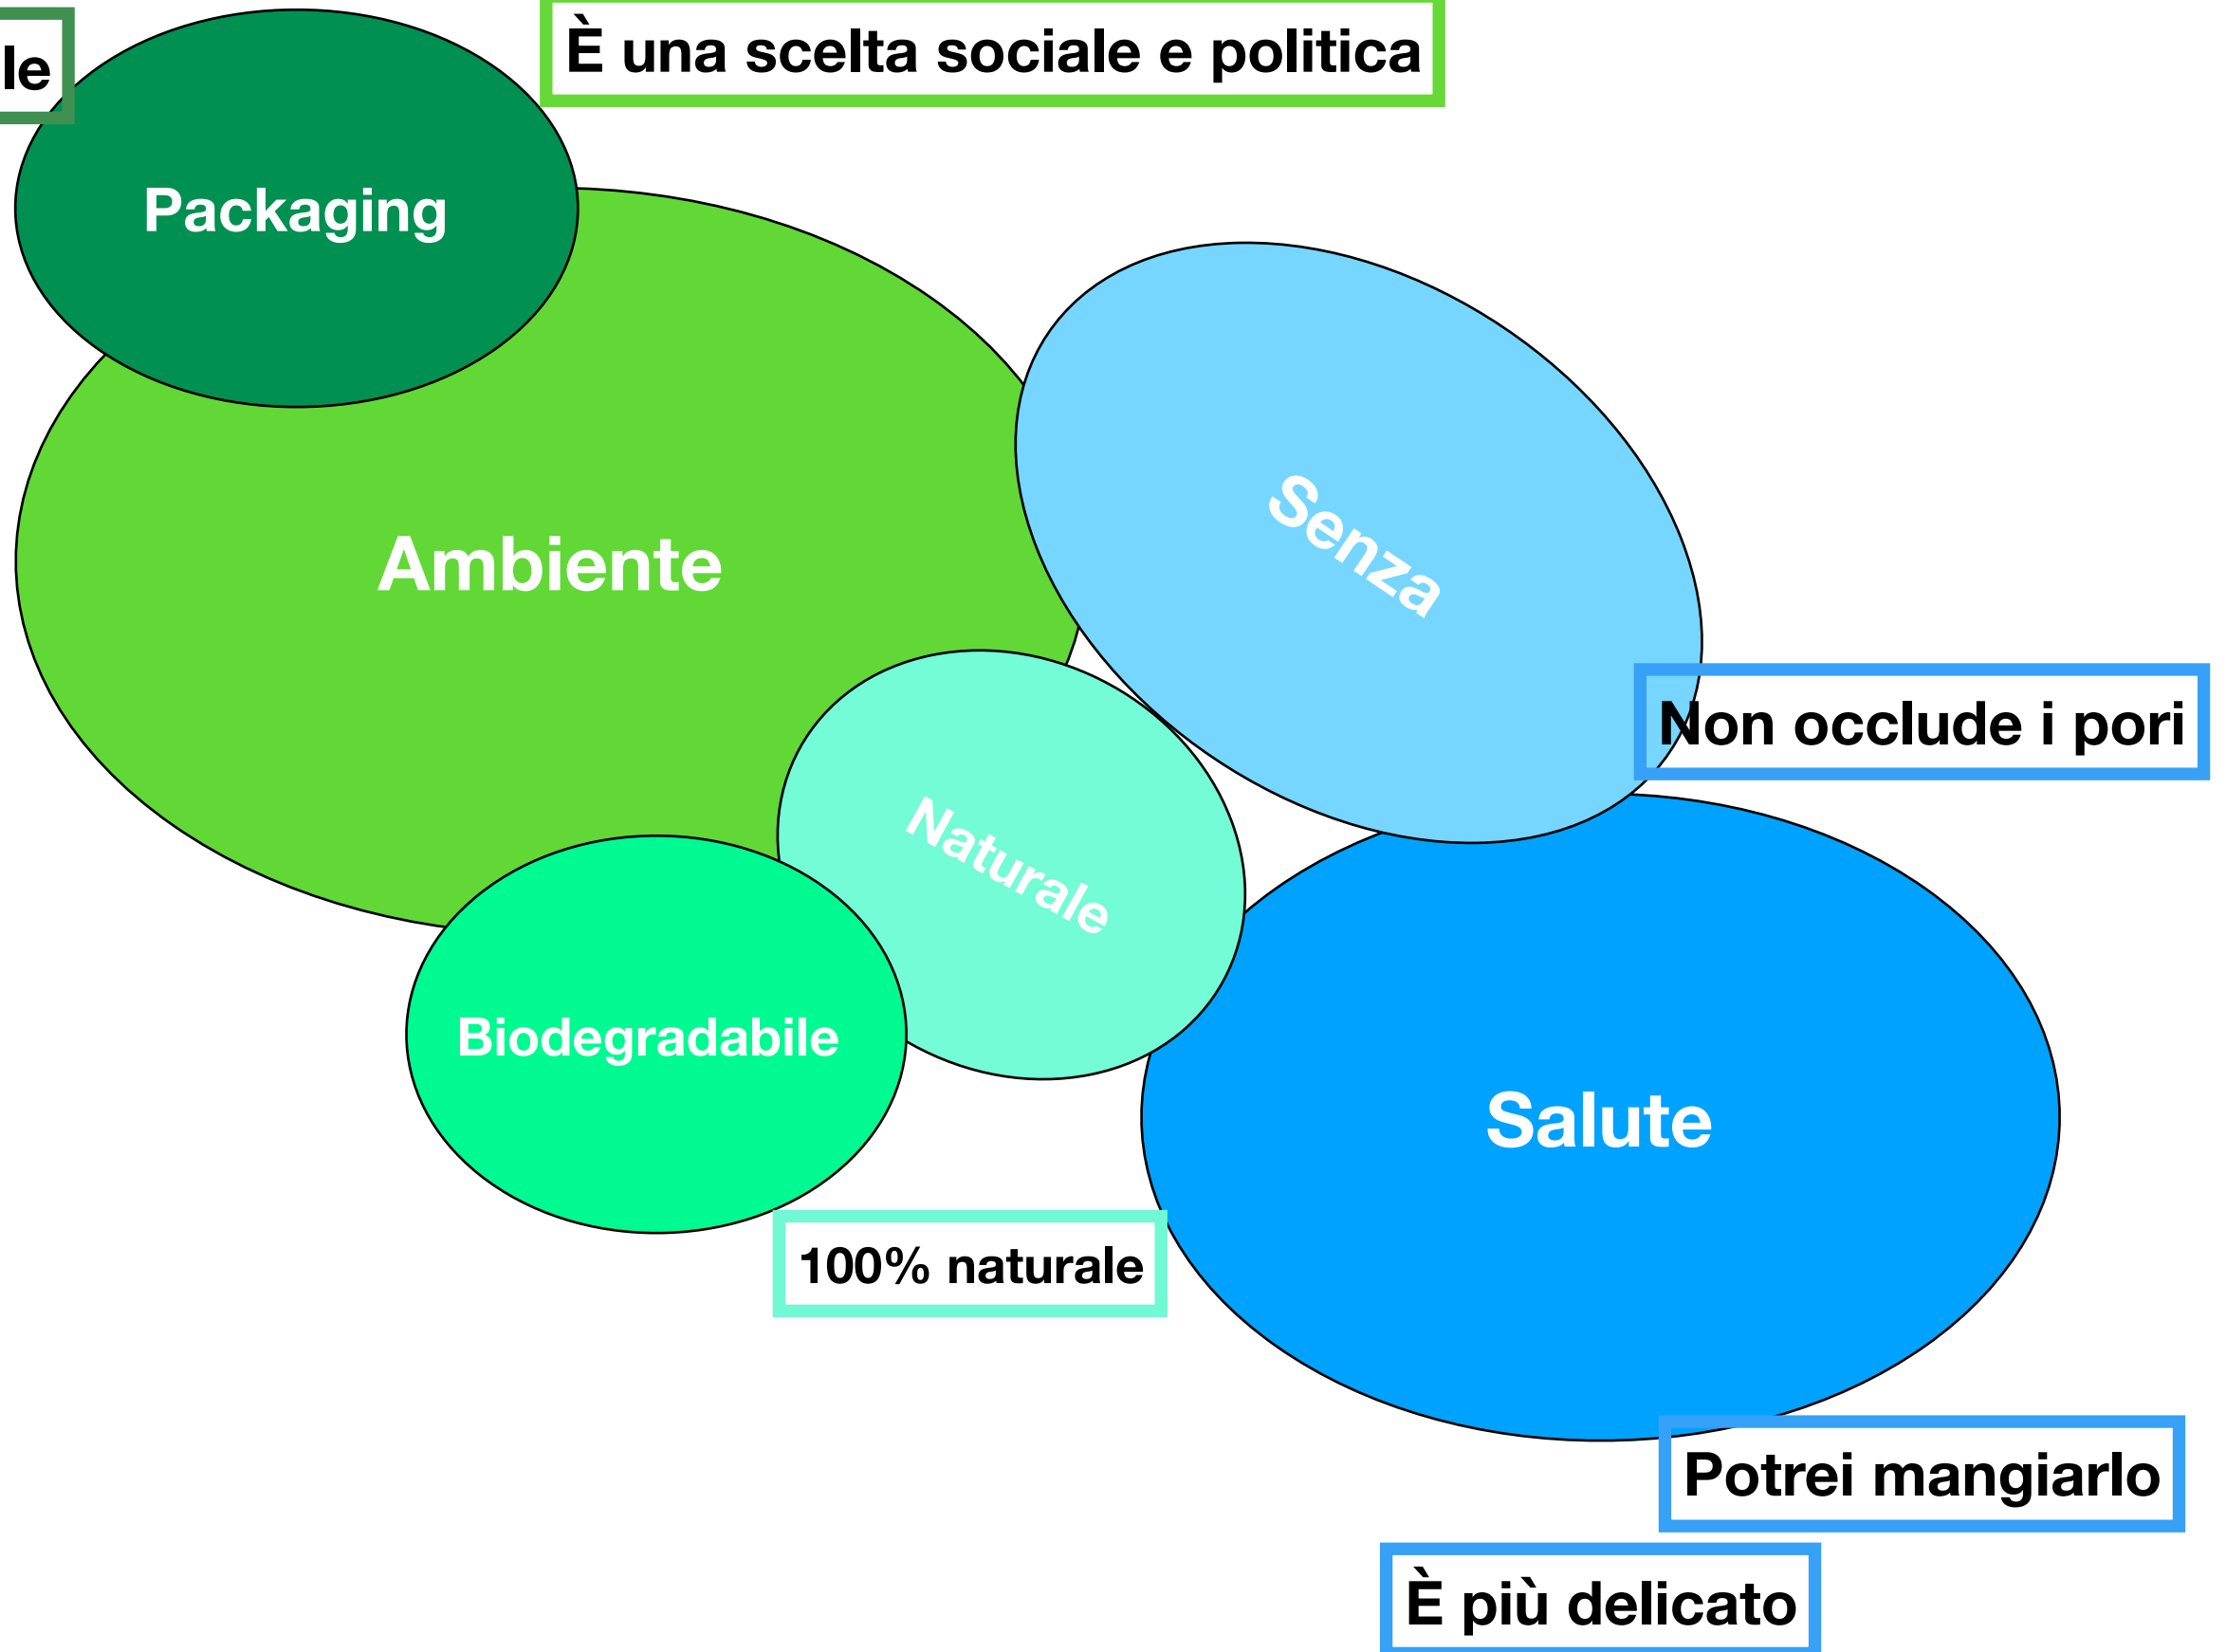 È una scelta sociale e politica
le
Packaging
Ambiente
Senza
Non occlude i pori
Naturale
Biodegradabile
Salute
100% naturale
Potrei mangiarlo
È più delicato